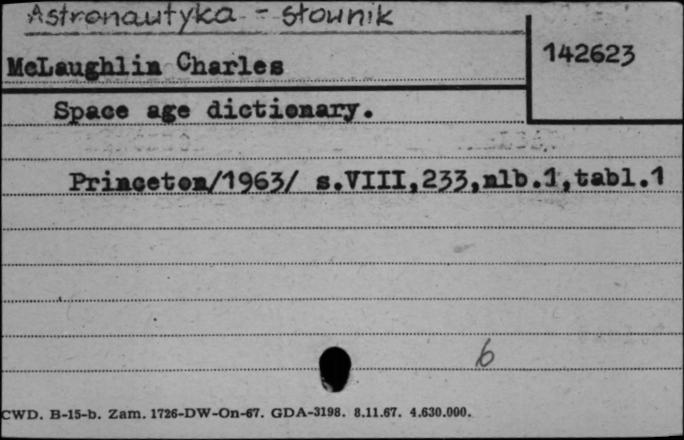 Astronautyka - słownik
McLaughlin Charles
142623
Space age dictionary.
Princeton/1963/ s.VIII,233,nlb.1,tabl.1
6
CWD. B-15-b. Zam. 1726-DW-On-67. GDA-3198. 8.11.67. 4.630.000.